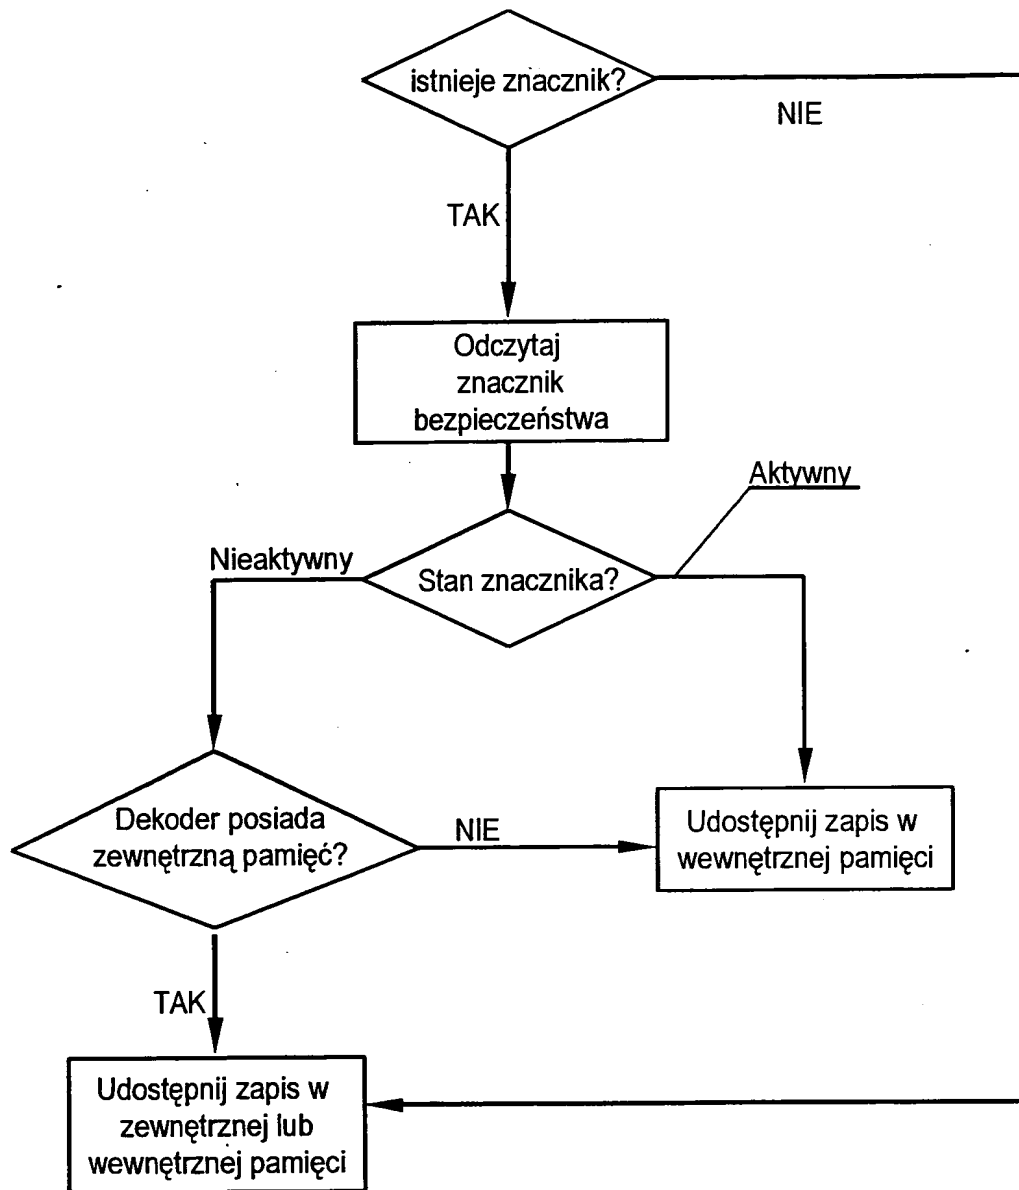 istnieje znacznik?
NIE
TAK
Odczytaj
znacznik
bezpieczeństwa
Aktywny
Nieaktywny
Stan znacznika?
Dekoder posiada
zewnętrzną pamięć?
NIE
Udostępnij zapis w
wewnętrznej pamięci
TAK
Udostępnij zapis w
zewnętrznej lub
wewnętrznej pamięci